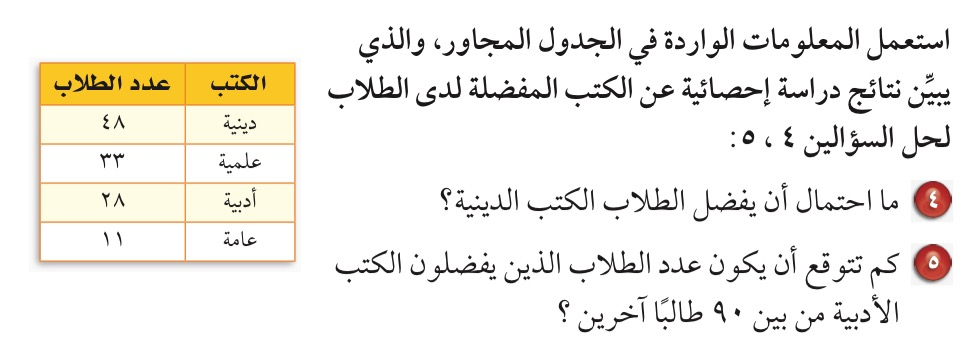 استعمل المعلومات الواردة في الجدول المجاور، والذي
يبيِّن نتائج دراسة إحصائية عن الكتب المفضلة لدى الطلاب
لحل السؤالين ٤ ، ٥:
الكتب عدد الطلاب
دينية ٤٨
علمية ٣٣
أدبية ٢٨
عامة ١١
٤ ما احتمال أن يفضل الطلاب الكتب الدينية؟
٥ كم تتوقع أن يكون عدد الطلاب الذين يفضلون الكتب
الأدبية من بين ٩٠ طالبًا آخرين ؟